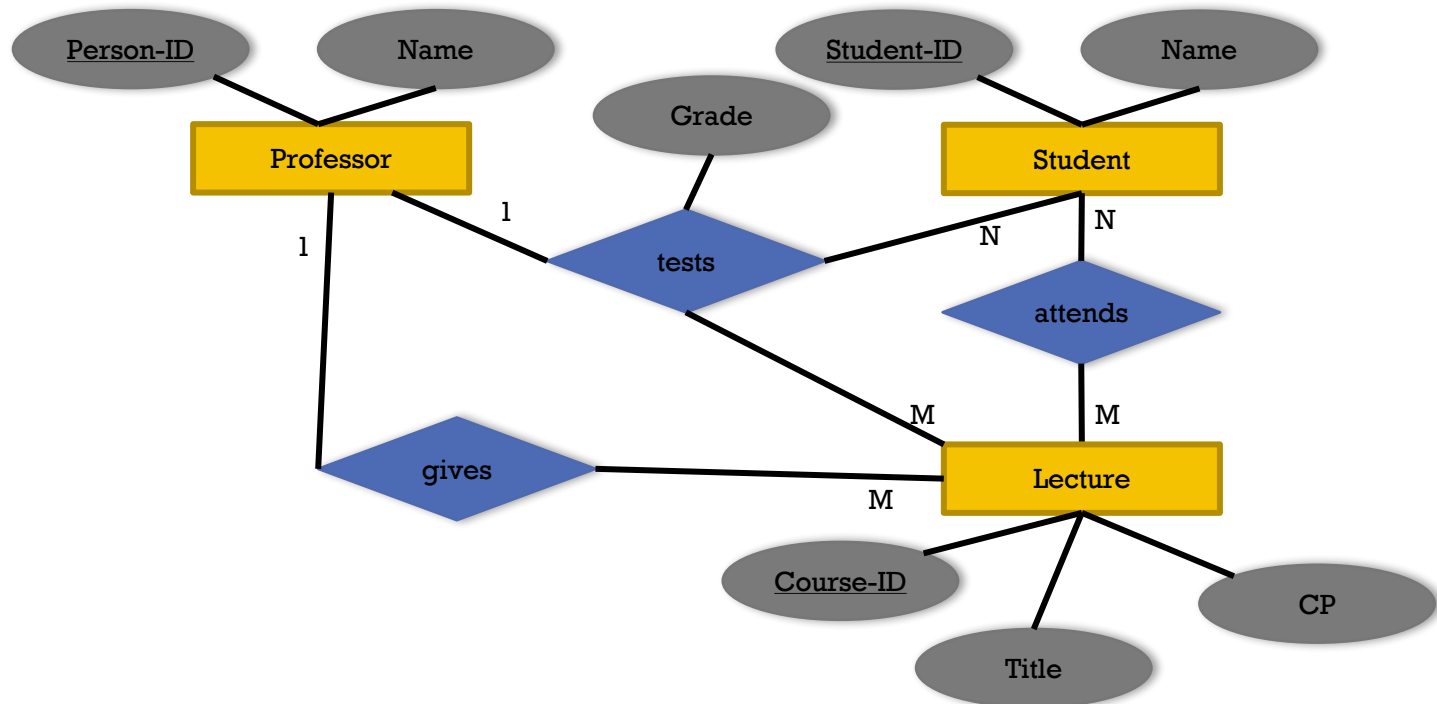 Person-ID
Name
Student-ID
Name
Grade
Professor
Student
1
1
N
N
tests
attends
M
M
gives
M
Lecture
Course-ID
CP
Title